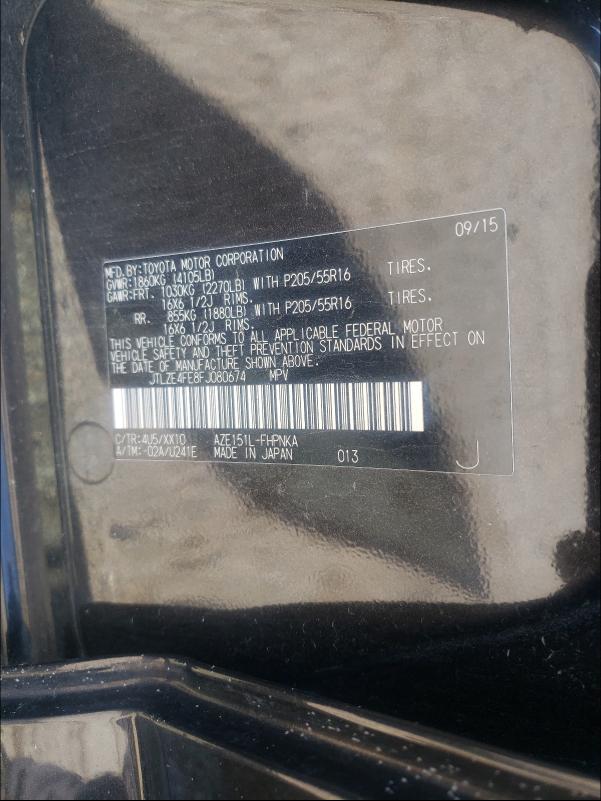 09/15
MFD. BY: TOYOTA MOTOR CORPORATION
GVWR: 1860KG (4105LB)
GAWR: FRT. 1030KG (2270LB) WITH P205/55R16 TIRES.
16X6 1/2J RIMS.
RR. 855KG (1880LB) WITH P205/55R16 TIRES.
16X6 1/2J RIMS.
THIS VEHICLE CONFORMS TO ALL APPLICABLE FEDERAL MOTOR
VEHICLE SAFETY AND THEFT PREVENTION STANDARDS IN EFFECT ON
THE DATE OF MANUFACTURE SHOWN ABOVE.
JTLZE4FE8FJ080674 MPV
C/TR: 4U5/XX10 AZE151L-FHPNKA
A/TM: -02A/U241E MADE IN JAPAN 013 J